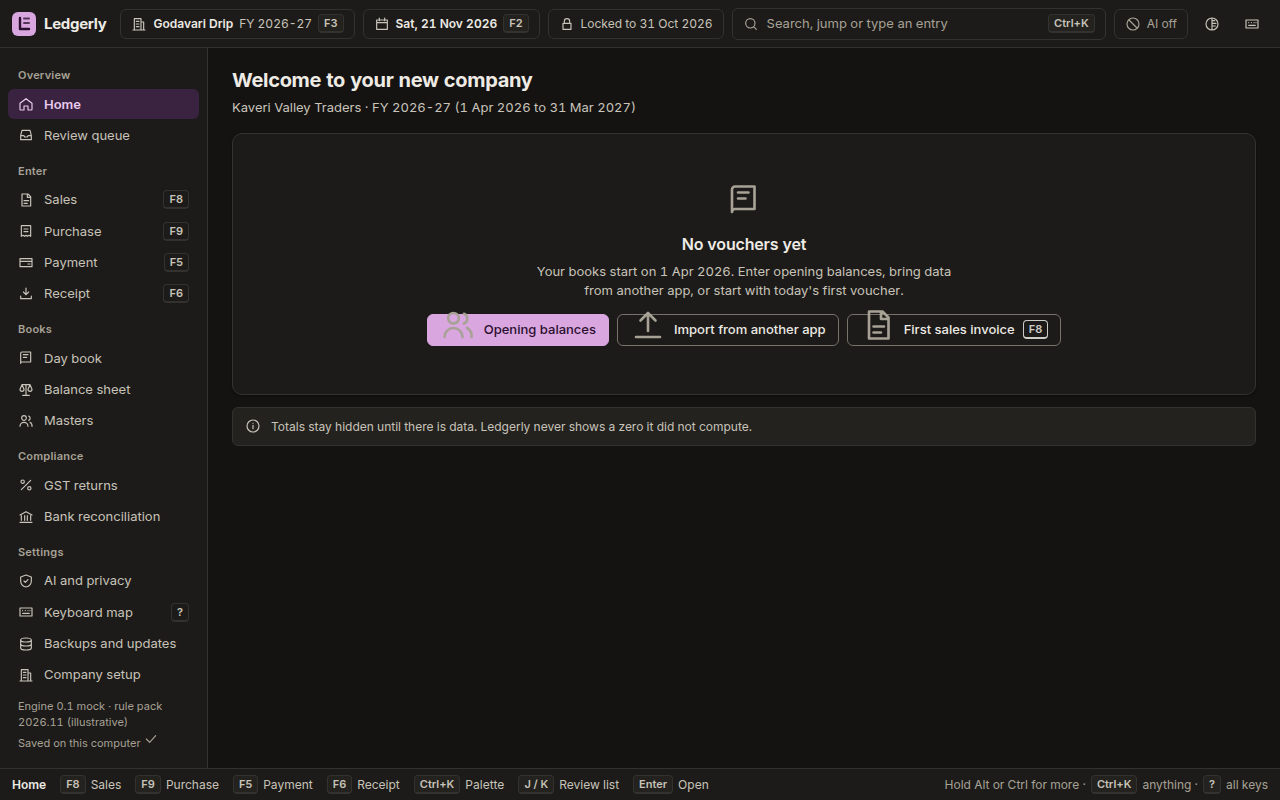 Ledgerly
Godavari Drip FY 2026-27 F3
Sat, 21 Nov 2026 F2
Locked to 31 Oct 2026
Search, jump or type an entry Ctrl+K
AI off
Overview
Home
Review queue
Enter
Sales F8
Purchase F9
Payment F5
Receipt F6
Books
Day book
Balance sheet
Masters
Compliance
GST returns
Bank reconciliation
Settings
AI and privacy
Keyboard map ?
Backups and updates
Company setup
Engine 0.1 mock · rule pack
2026.11 (illustrative)
Saved on this computer
Welcome to your new company
Kaveri Valley Traders · FY 2026-27 (1 Apr 2026 to 31 Mar 2027)
No vouchers yet
Your books start on 1 Apr 2026. Enter opening balances, bring data
from another app, or start with today's first voucher.
Opening balances
Import from another app
First sales invoice F8
Totals stay hidden until there is data. Ledgerly never shows a zero it did not compute.
Home F8 Sales F9 Purchase F5 Payment F6 Receipt Ctrl+K Palette J / K Review list Enter Open
Hold Alt or Ctrl for more · Ctrl+K anything · ? all keys